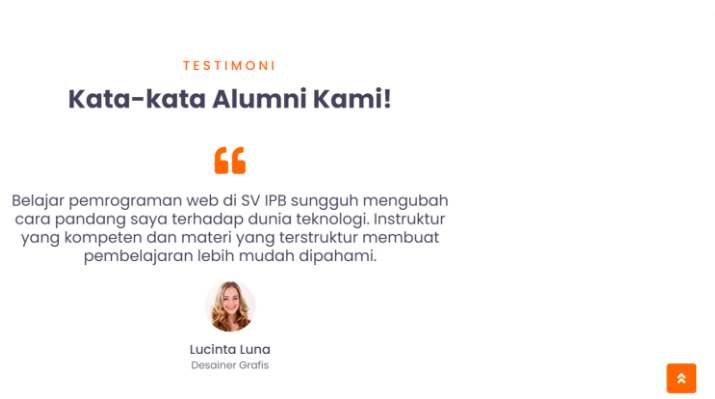 TESTIMONI
Kata-kata Alumni Kami!
Belajar pemrograman web di SV IPB sungguh mengubah
cara pandang saya terhadap dunia teknologi. Instruktur
yang kompeten dan materi yang terstruktur membuat
pembelajaran lebih mudah dipahami.
Lucinta Luna
Desainer Grafis